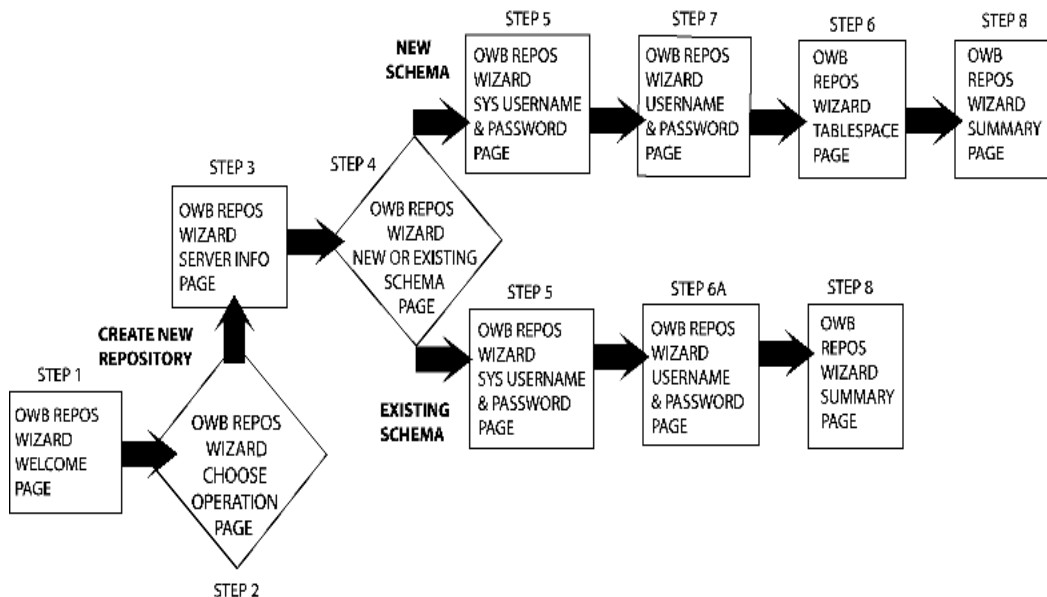 STEP 1
OWB REPOS
WIZARD
WELCOME
PAGE
OWB REPOS
WIZARD
CHOOSE
OPERATION
PAGE
STEP 2
CREATE NEW
REPOSITORY
STEP 3
OWB REPOS
WIZARD
SERVER INFO
PAGE
STEP 4
OWB REPOS
WIZARD
NEW OR EXISTING
SCHEMA
PAGE
NEW
SCHEMA
STEP 5
OWB REPOS
WIZARD
SYS USERNAME
& PASSWORD
PAGE
STEP 7
OWB REPOS
WIZARD
USERNAME
& PASSWORD
PAGE
STEP 6
OWB
REPOS
WIZARD
TABLESPACE
PAGE
STEP 8
OWB
REPOS
WIZARD
SUMMARY
PAGE
EXISTING
SCHEMA
STEP 5
OWB REPOS
WIZARD
SYS USERNAME
& PASSWORD
PAGE
STEP 6A
OWB REPOS
WIZARD
USERNAME
& PASSWORD
PAGE
STEP 8
OWB
REPOS
WIZARD
SUMMARY
PAGE